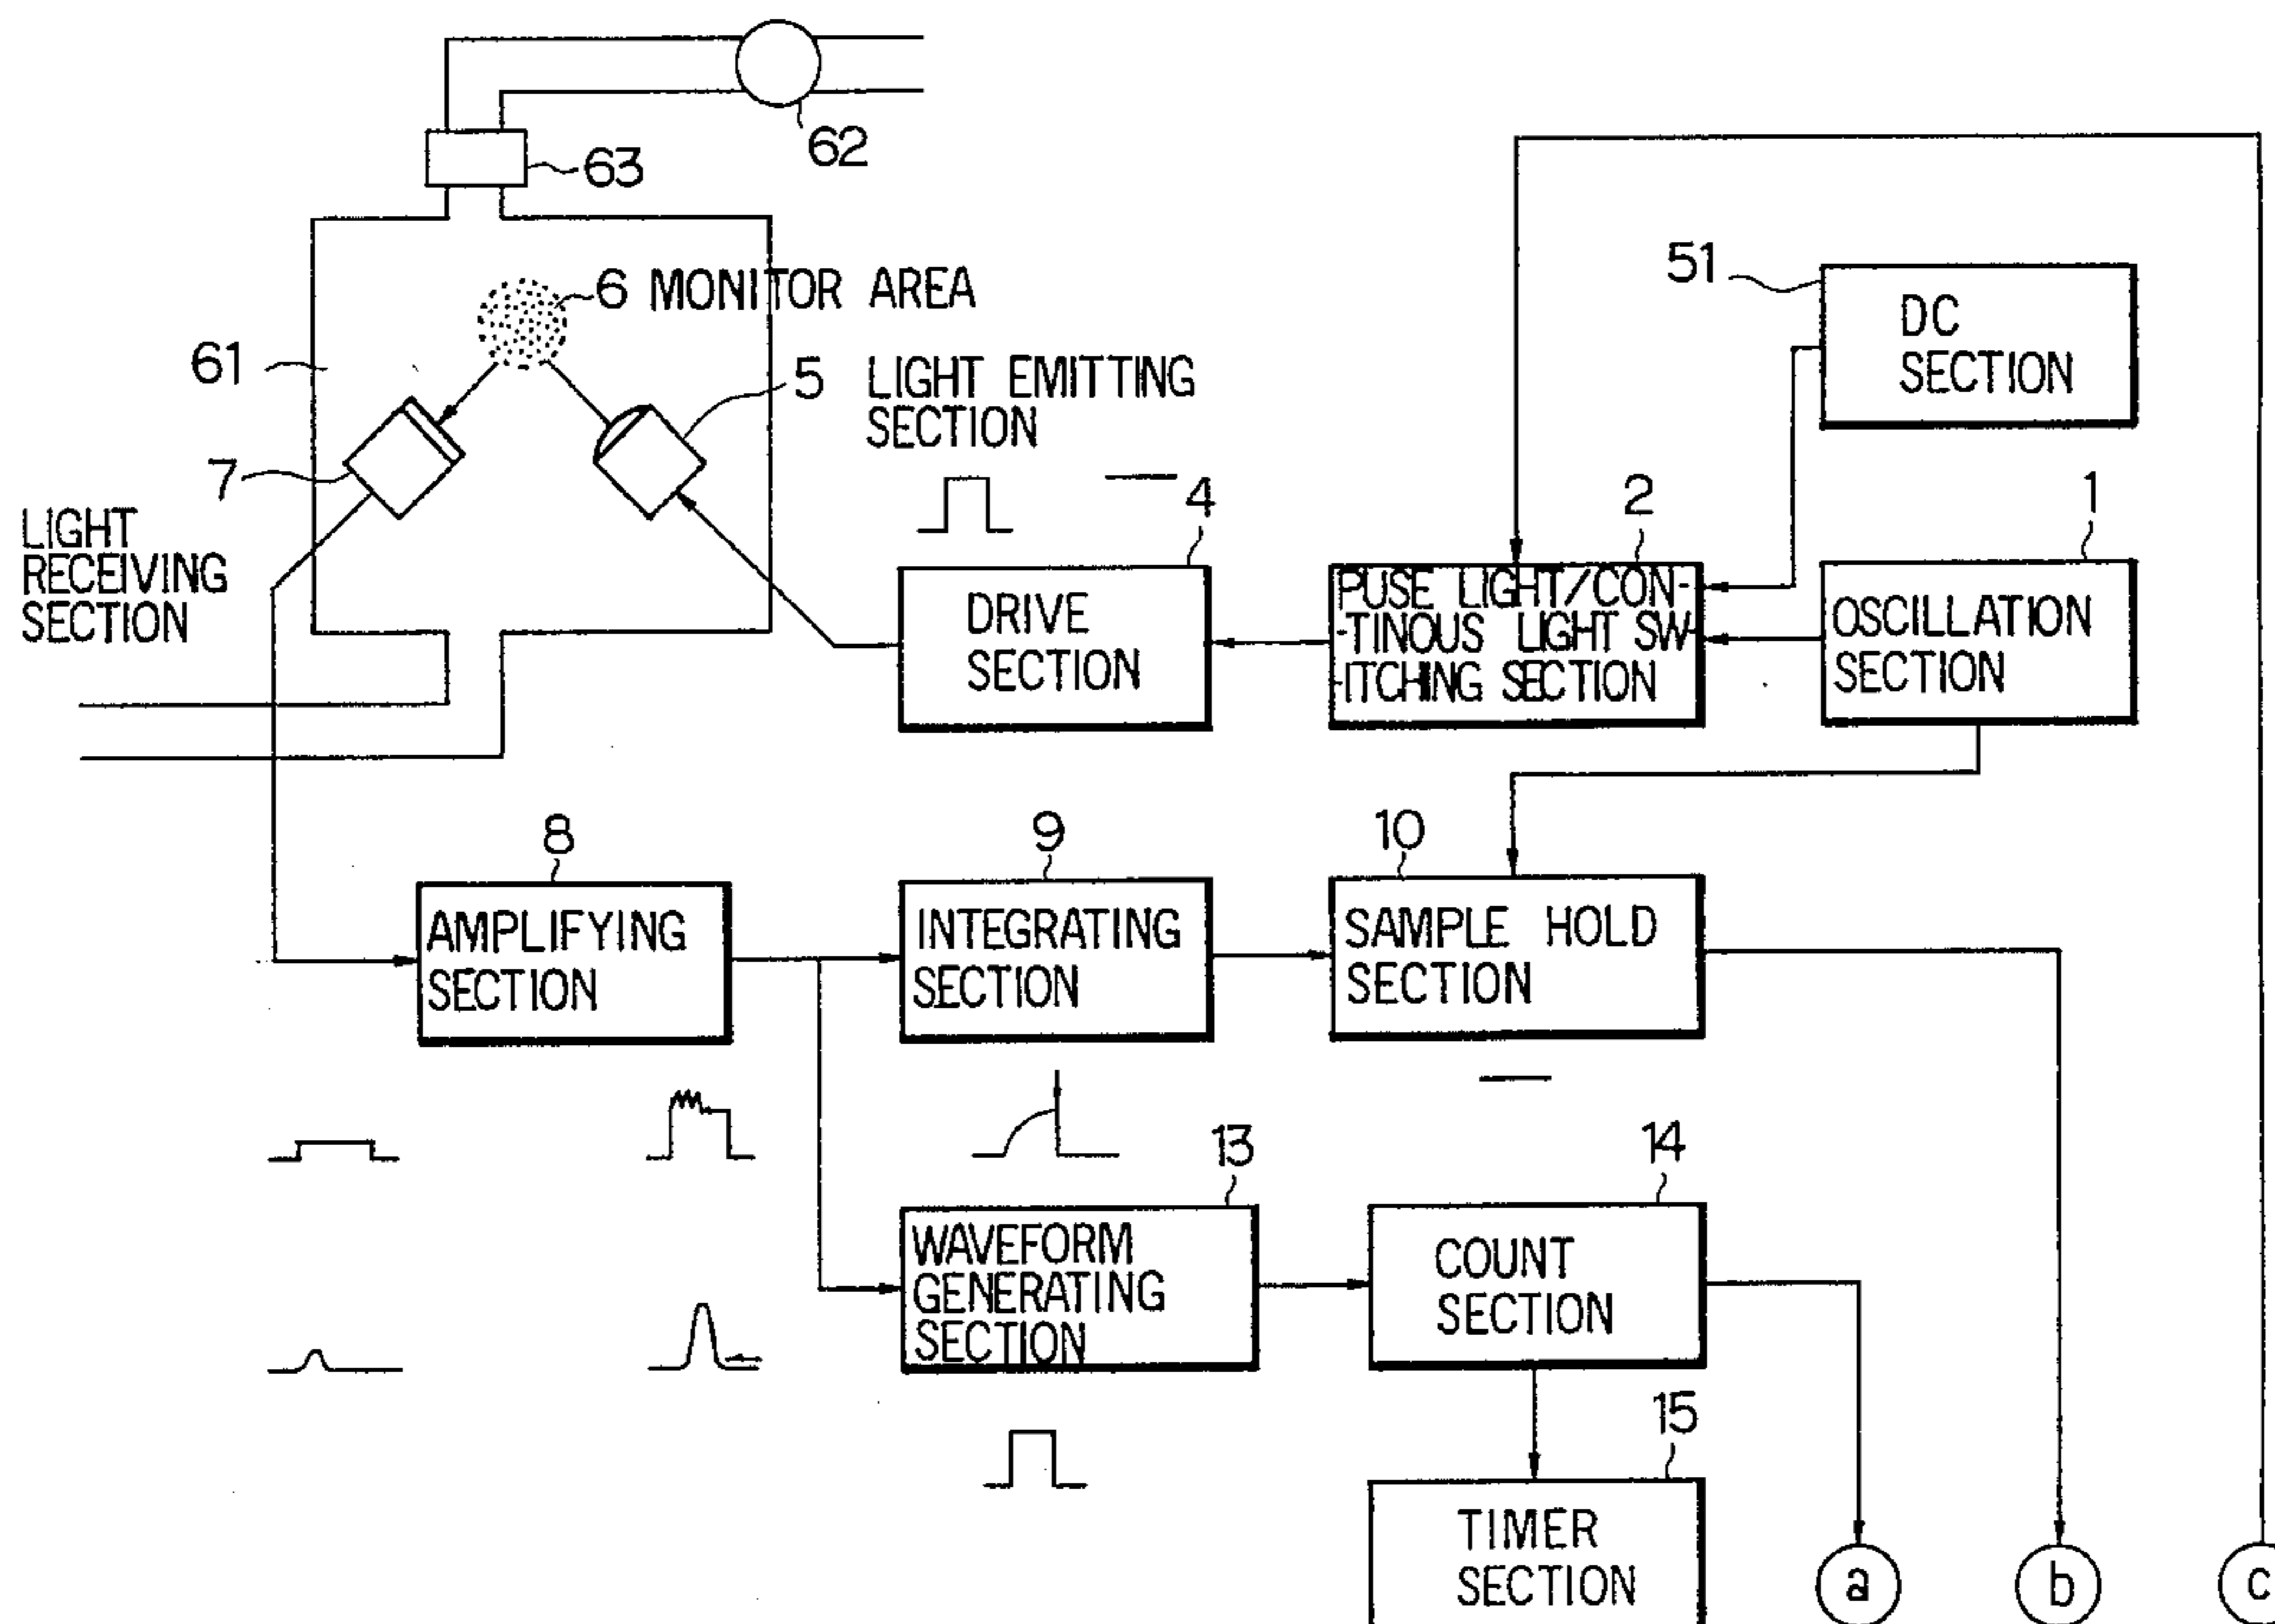 62
63
6 MONITOR AREA
61
5 LIGHT EMITTING
SECTION
7
LIGHT
RECEIVING
SECTION
51
DC
SECTION
4
DRIVE
SECTION
2
PUSE LIGHT/CON-
-TINOUS LIGHT SW-
-ITCHING SECTION
1
OSCILLATION
SECTION
8
AMPLIFYING
SECTION
9
INTEGRATING
SECTION
10
SAMPLE HOLD
SECTION
13
WAVEFORM
GENERATING
SECTION
14
COUNT
SECTION
15
TIMER
SECTION
a
b
c